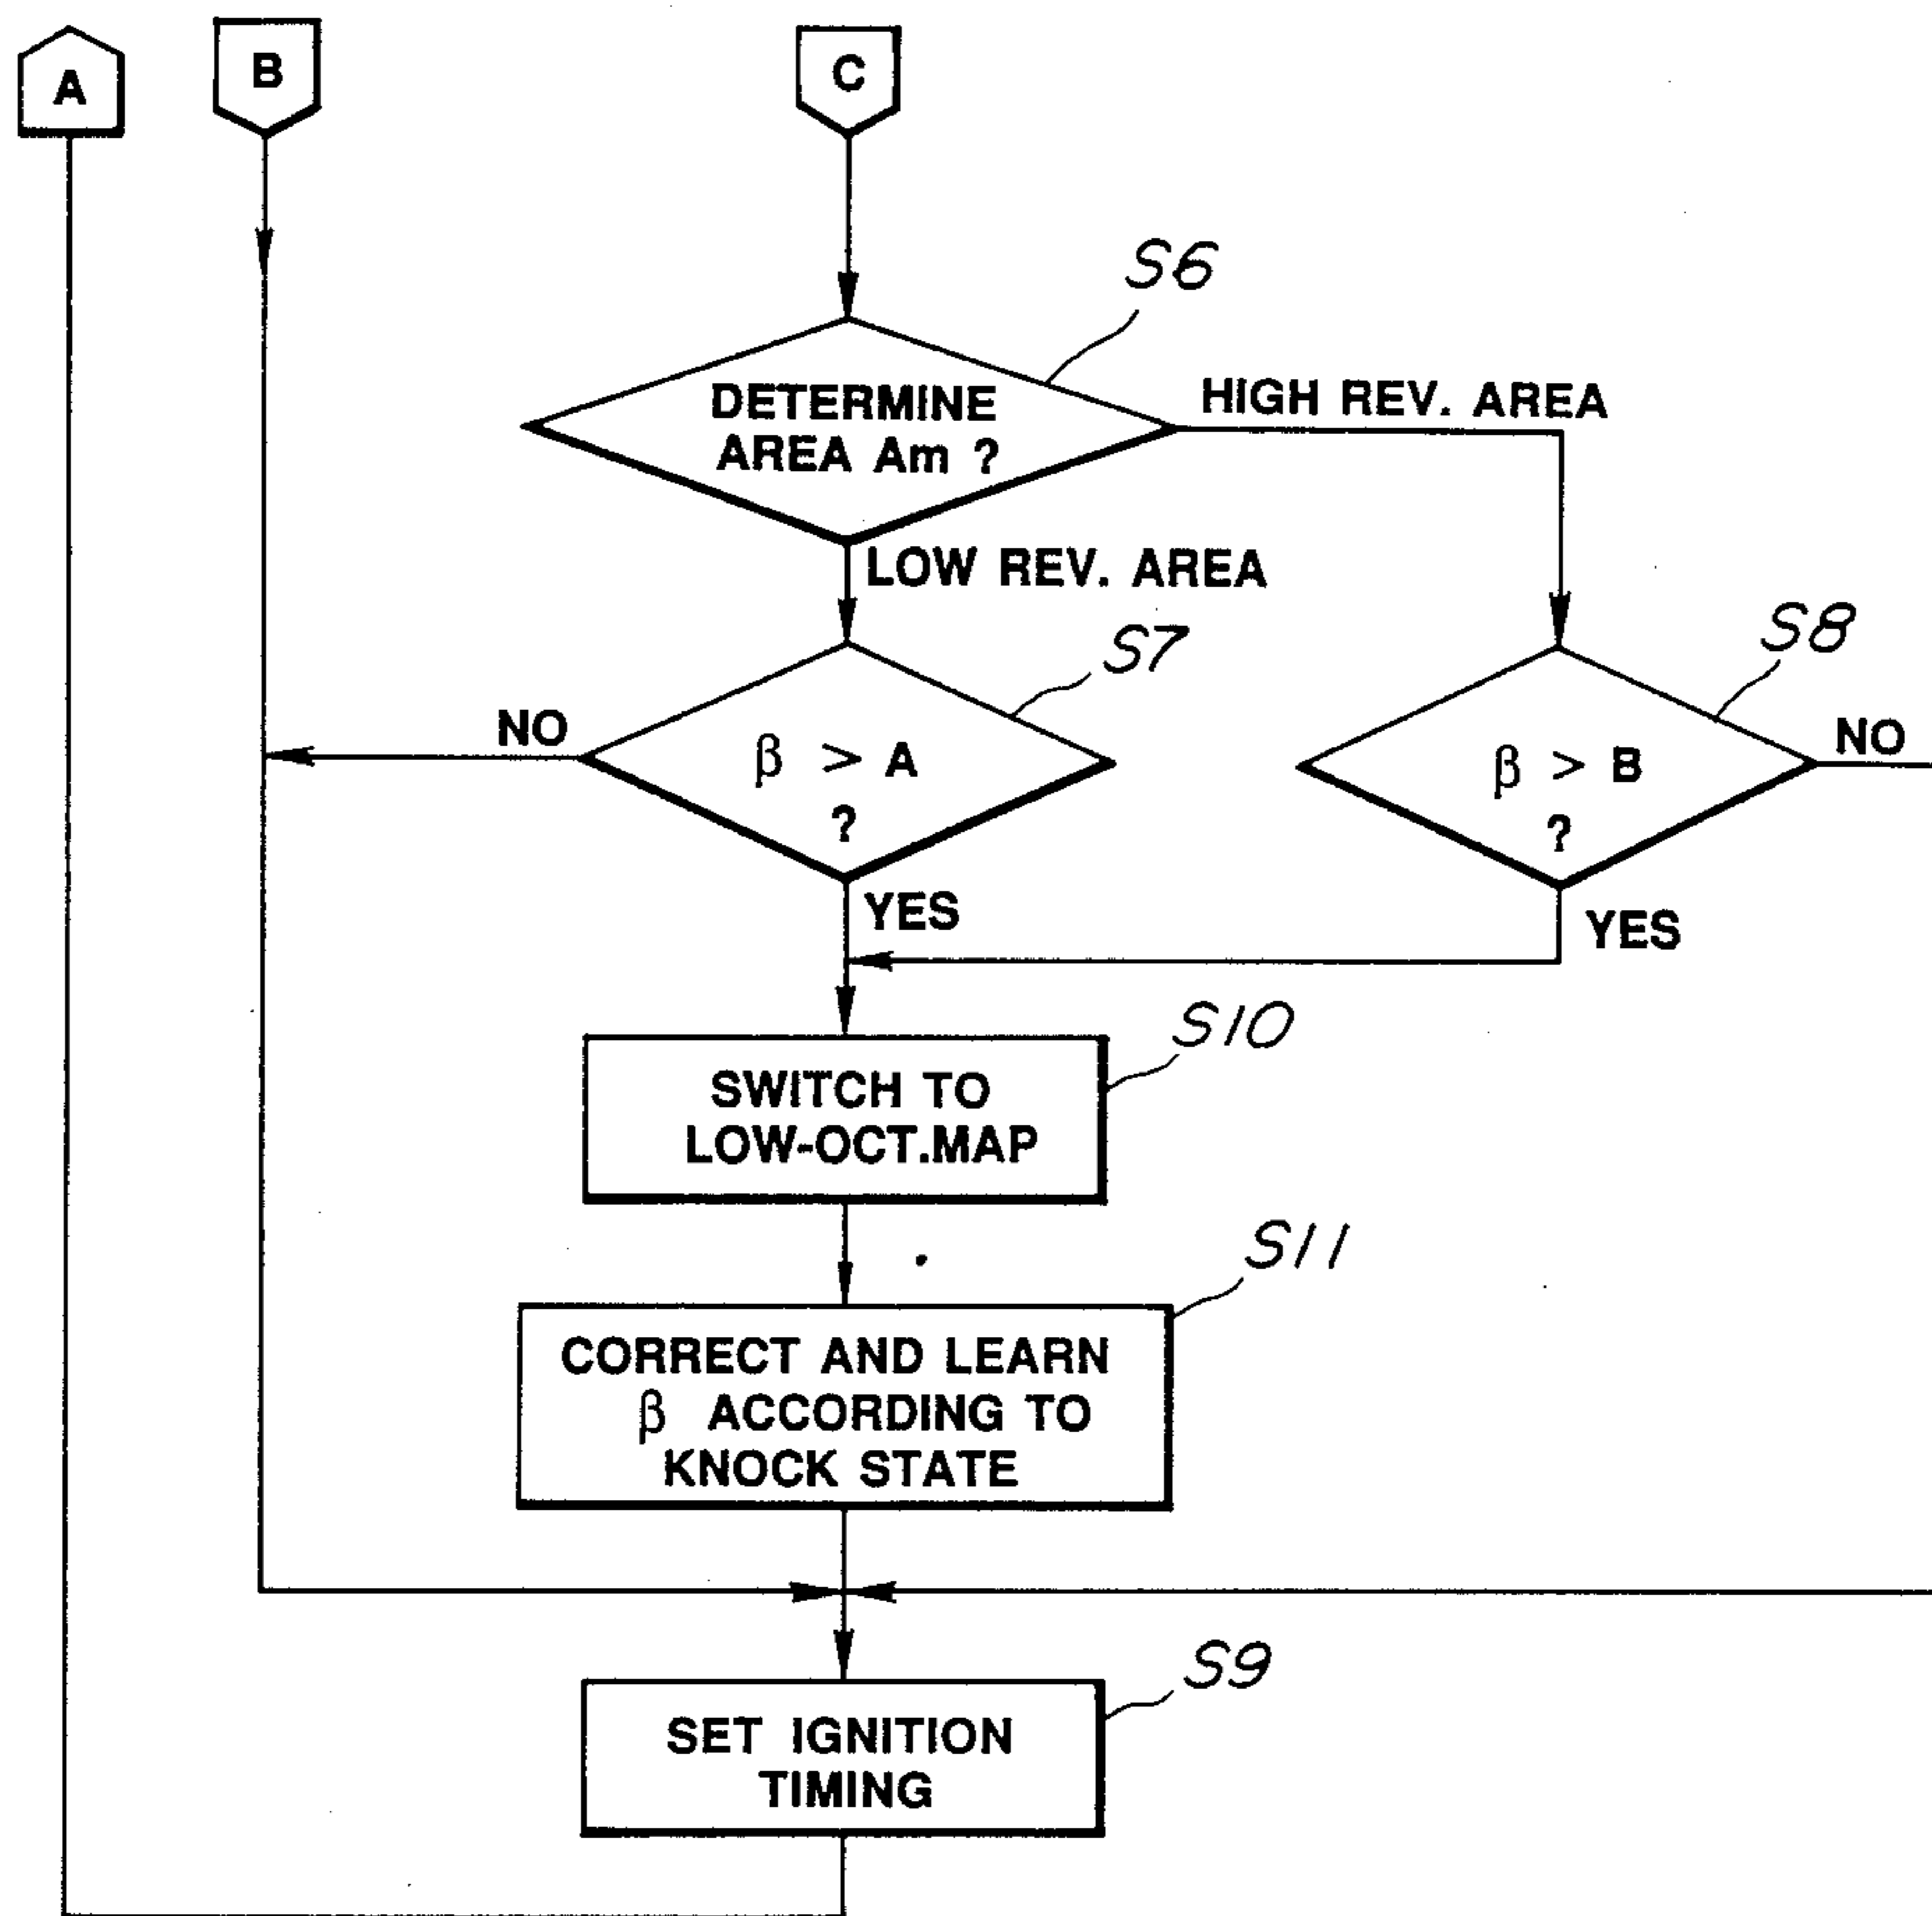 A
B
C
S6
DETERMINE
AREA Am ?
HIGH REV. AREA
LOW REV. AREA
S7
S8
NO
β > A
?
β > B
?
NO
YES
YES
S10
SWITCH TO
LOW-OCT.MAP
S11
CORRECT AND LEARN
β ACCORDING TO
KNOCK STATE
S9
SET IGNITION
TIMING